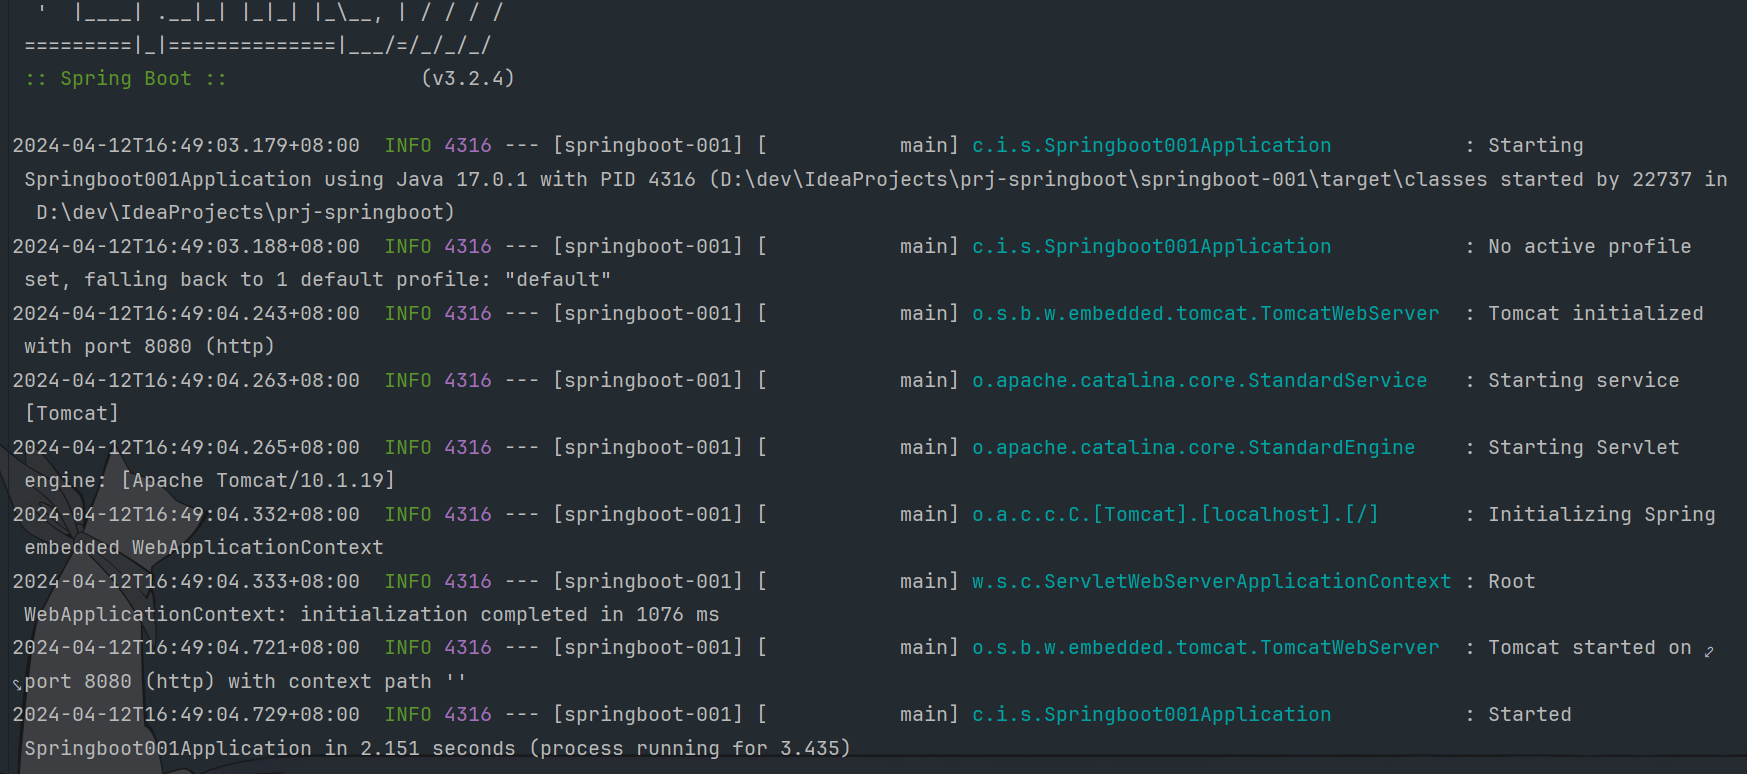 '  |____| .__|_| |_|_| |_\__, | / / / /
=========|_|==============|___/=/_/_/_/
:: Spring Boot ::                (v3.2.4)
2024-04-12T16:49:03.179+08:00  INFO 4316 --- [springboot-001] [           main] c.i.s.Springboot001Application           : Starting
Springboot001Application using Java 17.0.1 with PID 4316 (D:\dev\IdeaProjects\prj-springboot\springboot-001\target\classes started by 22737 in
D:\dev\IdeaProjects\prj-springboot)
2024-04-12T16:49:03.188+08:00  INFO 4316 --- [springboot-001] [           main] c.i.s.Springboot001Application           : No active profile
set, falling back to 1 default profile: "default"
2024-04-12T16:49:04.243+08:00  INFO 4316 --- [springboot-001] [           main] o.s.b.w.embedded.tomcat.TomcatWebServer  : Tomcat initialized
with port 8080 (http)
2024-04-12T16:49:04.263+08:00  INFO 4316 --- [springboot-001] [           main] o.apache.catalina.core.StandardService   : Starting service
[Tomcat]
2024-04-12T16:49:04.265+08:00  INFO 4316 --- [springboot-001] [           main] o.apache.catalina.core.StandardEngine    : Starting Servlet
engine: [Apache Tomcat/10.1.19]
2024-04-12T16:49:04.332+08:00  INFO 4316 --- [springboot-001] [           main] o.a.c.c.C.[Tomcat].[localhost].[/]       : Initializing Spring
embedded WebApplicationContext
2024-04-12T16:49:04.333+08:00  INFO 4316 --- [springboot-001] [           main] w.s.c.ServletWebServerApplicationContext : Root
WebApplicationContext: initialization completed in 1076 ms
2024-04-12T16:49:04.721+08:00  INFO 4316 --- [springboot-001] [           main] o.s.b.w.embedded.tomcat.TomcatWebServer  : Tomcat started on
port 8080 (http) with context path ''
2024-04-12T16:49:04.729+08:00  INFO 4316 --- [springboot-001] [           main] c.i.s.Springboot001Application           : Started
Springboot001Application in 2.151 seconds (process running for 3.435)